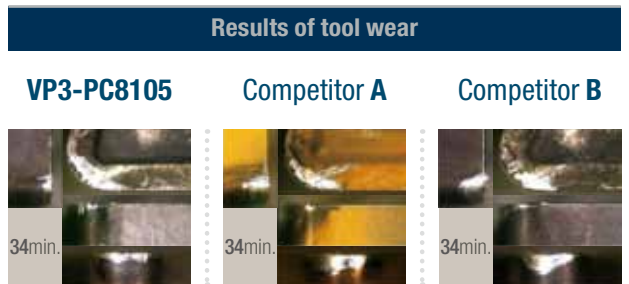 Results of tool wear
VP3-PC8105
Competitor A
Competitor B
34min.
34min.
34min.